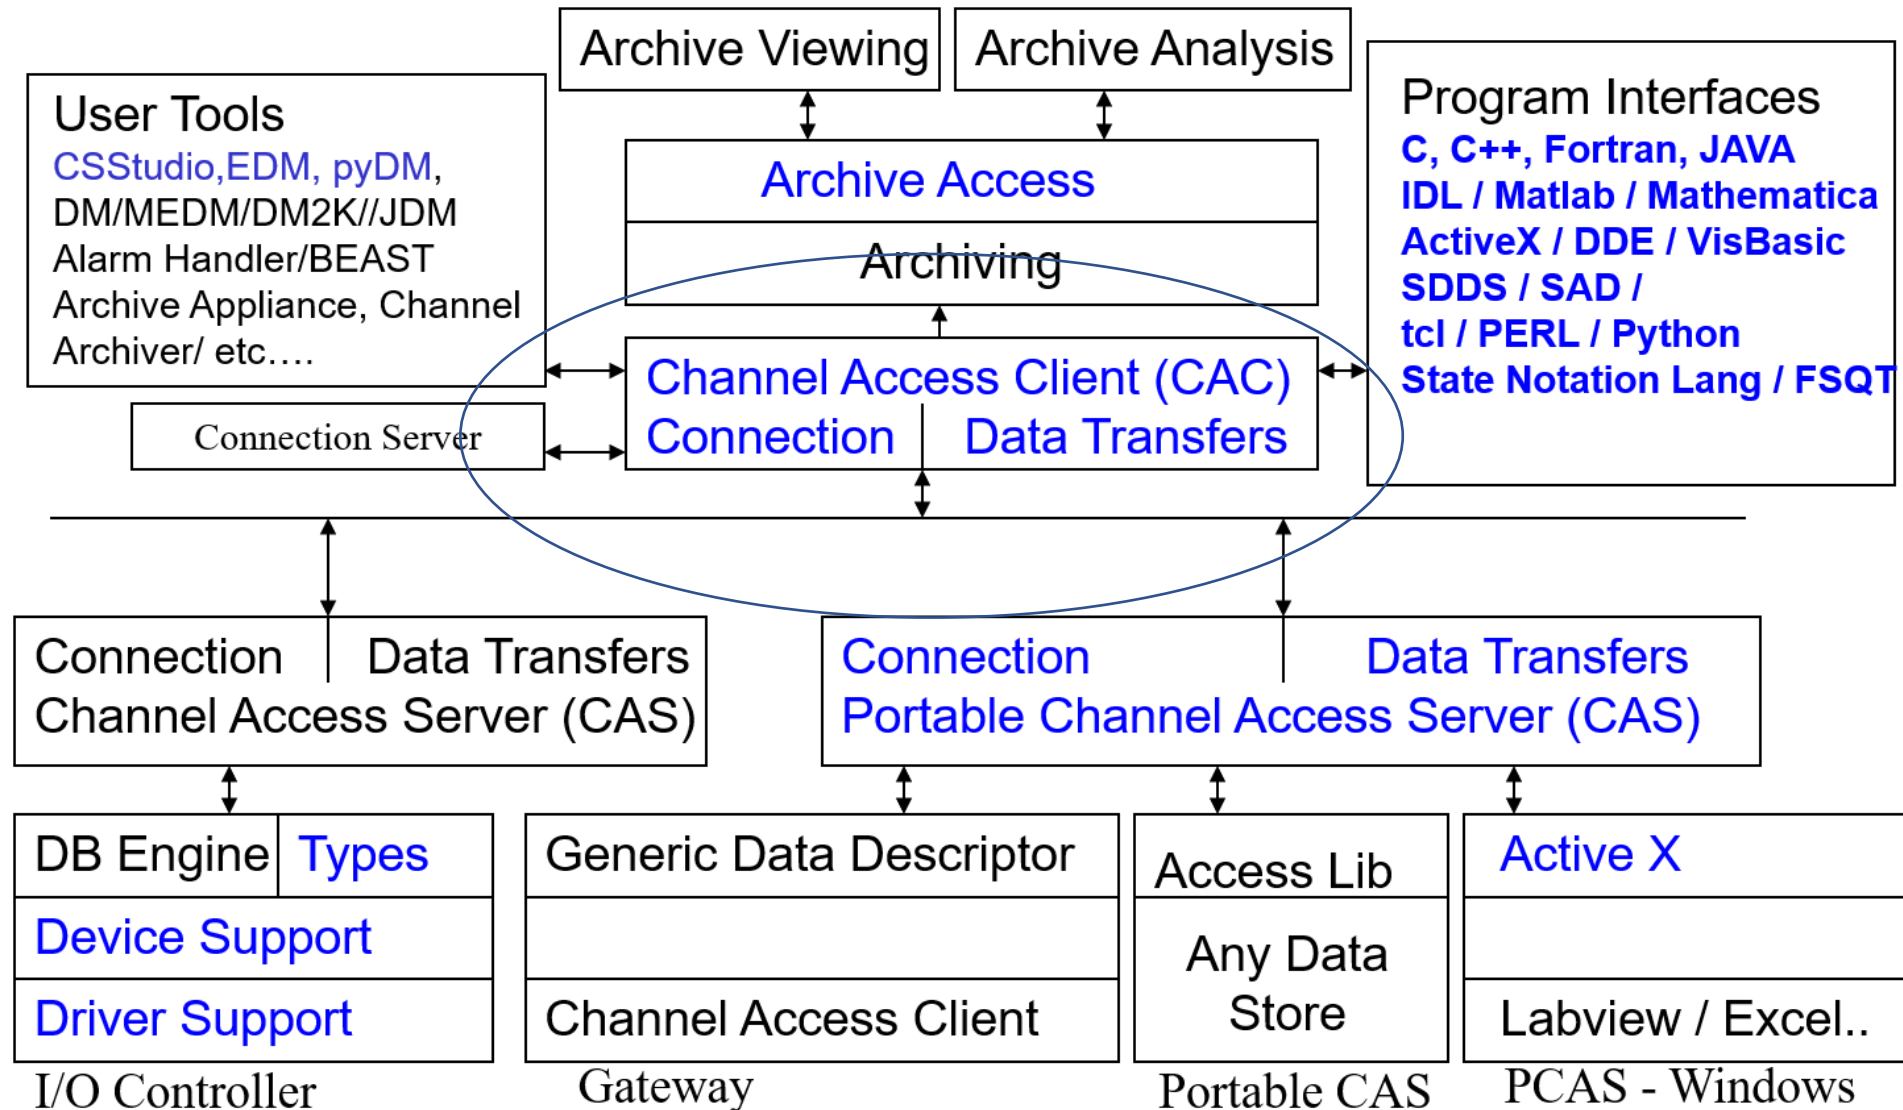 Archive Viewing
Archive Analysis
User Tools
CSStudio,EDM, pyDM,
DM/MEDM/DM2K//JDM
Alarm Handler/BEAST
Archive Appliance, Channel
Archiver/ etc….
Program Interfaces
C, C++, Fortran, JAVA
IDL / Matlab / Mathematica
ActiveX / DDE / VisBasic
SDDS / SAD /
tcl / PERL / Python
State Notation Lang / FSQT
Archive Access
Archiving
Channel Access Client (CAC)
Connection Data Transfers
Connection Server
Connection Data Transfers
Channel Access Server (CAS)
Connection Data Transfers
Portable Channel Access Server (CAS)
DB Engine Types
Device Support
Driver Support
I/O Controller
Generic Data Descriptor
Channel Access Client
Gateway
Access Lib
Any Data
Store
Portable CAS
Active X
Labview / Excel..
PCAS - Windows